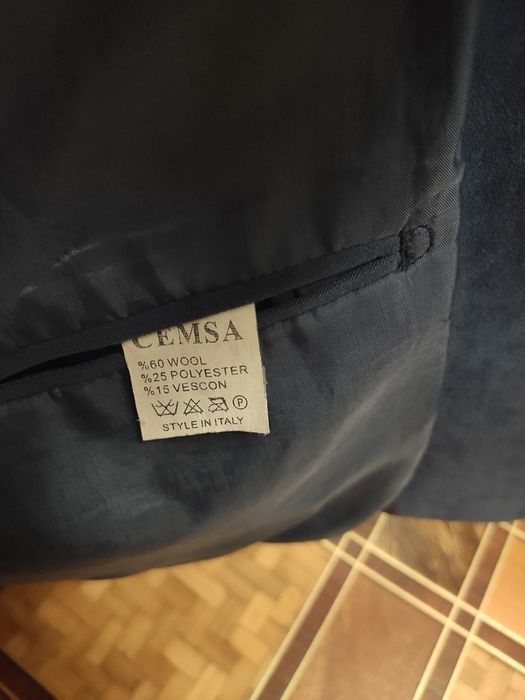 CEMSA
%60 WOOL
%25 POLYESTER
%15 VESCON
P
STYLE IN ITALY